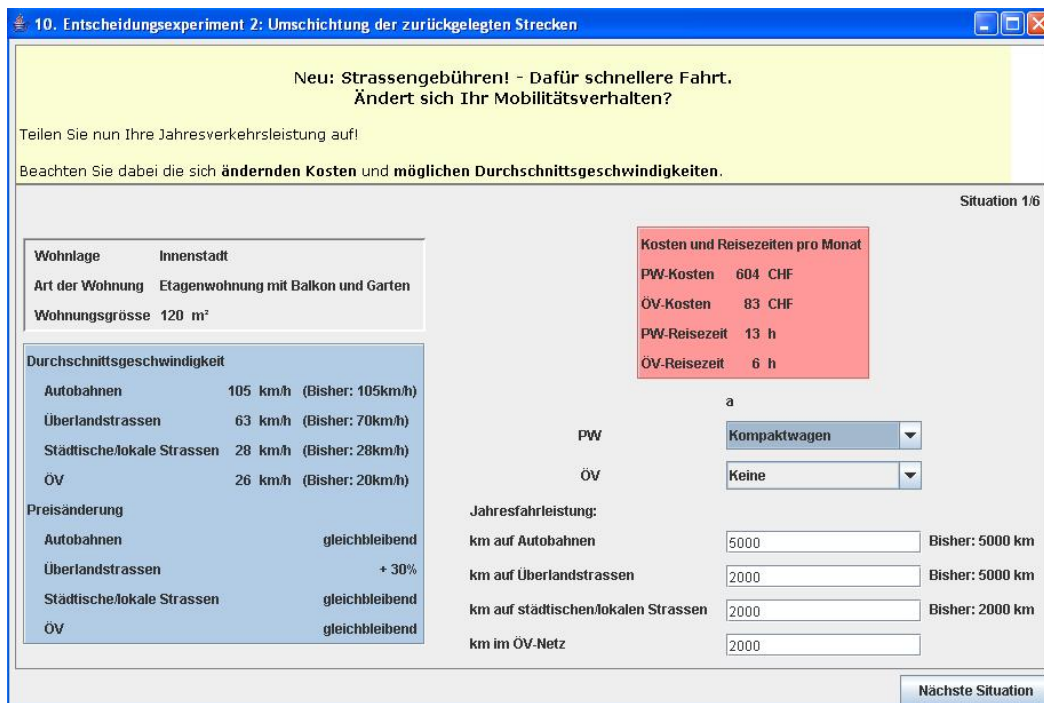 10. Entscheidungsexperiment 2: Umschichtung der zurückgelegten Strecken
Neu: Strassengebühren! - Dafür schnellere Fahrt.
Ändert sich Ihr Mobilitätsverhalten?
Teilen Sie nun Ihre Jahresverkehrsleistung auf!
Beachten Sie dabei die sich ändernden Kosten und möglichen Durchschnittsgeschwindigkeiten.
Situation 1/6
Wohnlage Innenstadt
Art der Wohnung Etagenwohnung mit Balkon und Garten
Wohnungsgrösse 120 m²
Durchschnittsgeschwindigkeit
Autobahnen 105 km/h (Bisher: 105km/h)
Überlandstrassen 63 km/h (Bisher: 70km/h)
Städtische/lokale Strassen 28 km/h (Bisher: 28km/h)
ÖV 26 km/h (Bisher: 20km/h)
Preisänderung
Autobahnen gleichbleibend
Überlandstrassen + 30%
Städtische/lokale Strassen gleichbleibend
ÖV gleichbleibend
Kosten und Reisezeiten pro Monat
PW-Kosten 604 CHF
ÖV-Kosten 83 CHF
PW-Reisezeit 13 h
ÖV-Reisezeit 6 h
a
PW Kompaktwagen
ÖV Keine
Jahresfahrleistung:
km auf Autobahnen 5000 Bisher: 5000 km
km auf Überlandstrassen 2000 Bisher: 5000 km
km auf städtischen/lokalen Strassen 2000 Bisher: 2000 km
km im ÖV-Netz 2000
Nächste Situation